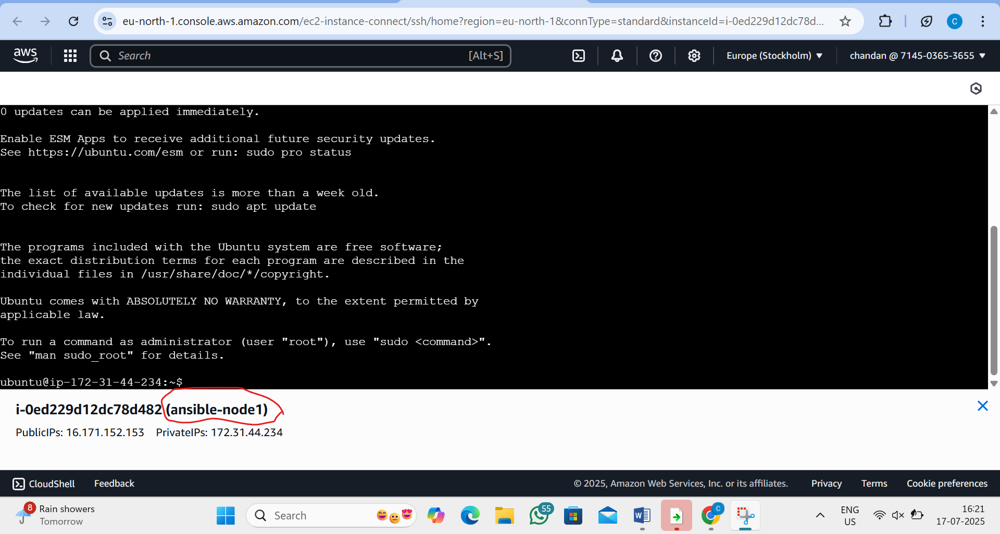 eu-north-1.console.aws.amazon.com/ec2-instance-connect/ssh/home?region=eu-north-1&connType=standard&instanceId=i-0ed229d12dc78d...
C
aws
Search [Alt+S]
Europe (Stockholm)
chandan @ 7145-0365-3655
0 updates can be applied immediately.
Enable ESM Apps to receive additional future security updates.
See https://ubuntu.com/esm or run: sudo pro status
The list of available updates is more than a week old.
To check for new updates run: sudo apt update
The programs included with the Ubuntu system are free software;
the exact distribution terms for each program are described in the
individual files in /usr/share/doc/*/copyright.
Ubuntu comes with ABSOLUTELY NO WARRANTY, to the extent permitted by
applicable law.
To run a command as administrator (user "root"), use "sudo <command>".
See "man sudo_root" for details.
ubuntu@ip-172-31-44-234:~$
i-0ed229d12dc78d482 (ansible-node1)
PublicIPs: 16.171.152.153 PrivateIPs: 172.31.44.234
CloudShell Feedback © 2025, Amazon Web Services, Inc. or its affiliates. Privacy Terms Cookie preferences
8
Rain showers
Tomorrow
Search
55
W
C
ENG
US
16:21
17-07-2025